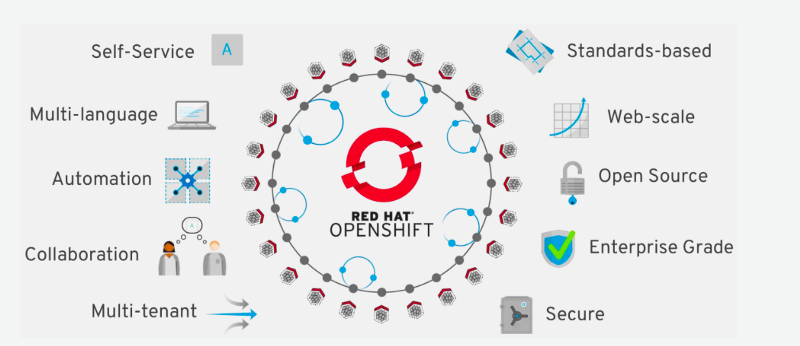 Self-Service
A
Multi-language
Automation
A
Collaboration
Multi-tenant
RED HAT®
OPENSHIFT
Standards-based
Web-scale
Open Source
Enterprise Grade
Secure